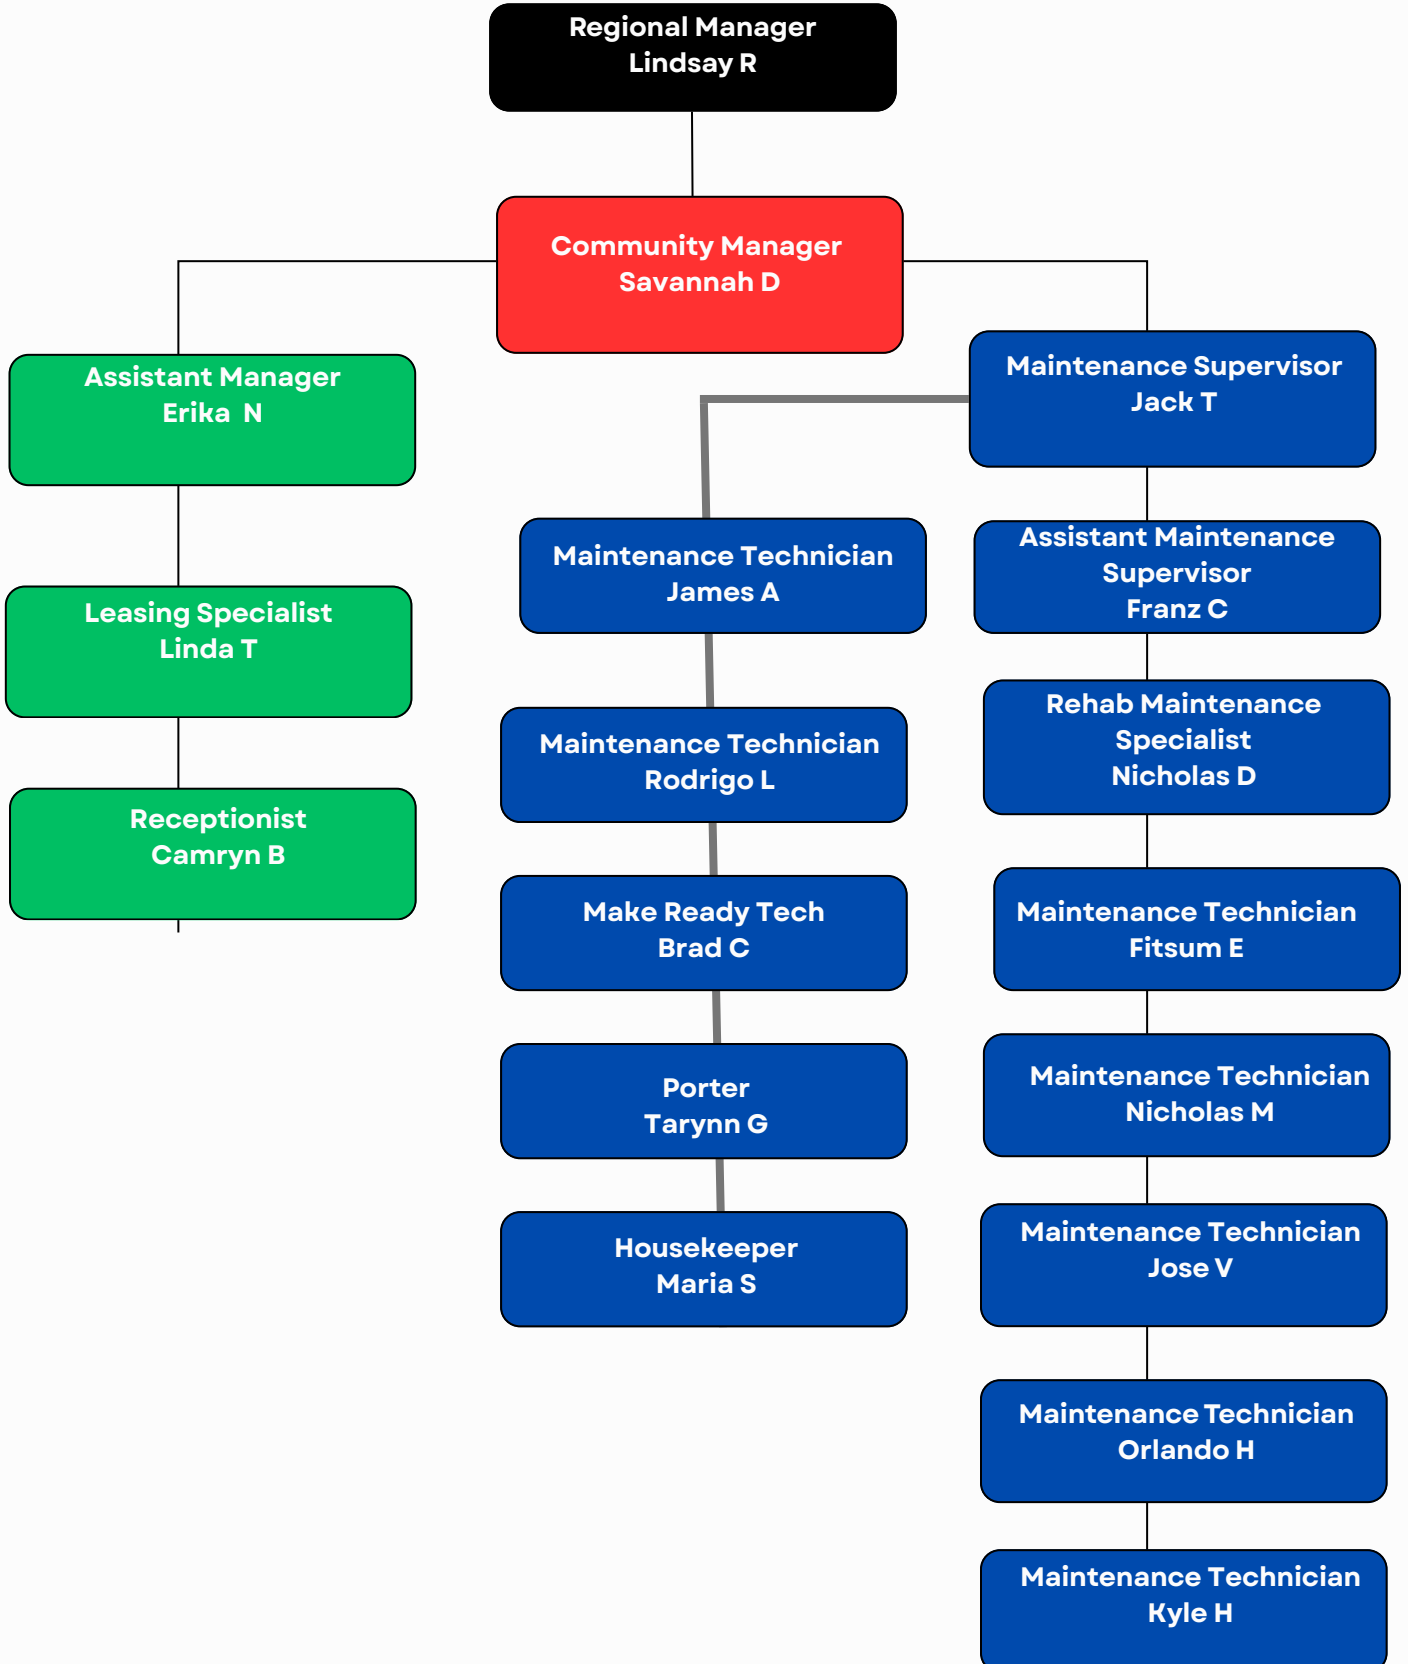 Regional Manager
Lindsay R
Community Manager
Savannah D
Assistant Manager
Erika  N
Leasing Specialist
Linda T
Receptionist
Camryn B
Maintenance Supervisor
Jack T
Maintenance Technician
James A
Maintenance Technician
Rodrigo L
Make Ready Tech
Brad C
Porter
Tarynn G
Housekeeper
Maria S
Assistant Maintenance
Supervisor
Franz C
Rehab Maintenance
Specialist
Nicholas D
Maintenance Technician
Fitsum E
Maintenance Technician
Nicholas M
Maintenance Technician
Jose V
Maintenance Technician
Orlando H
Maintenance Technician
Kyle H